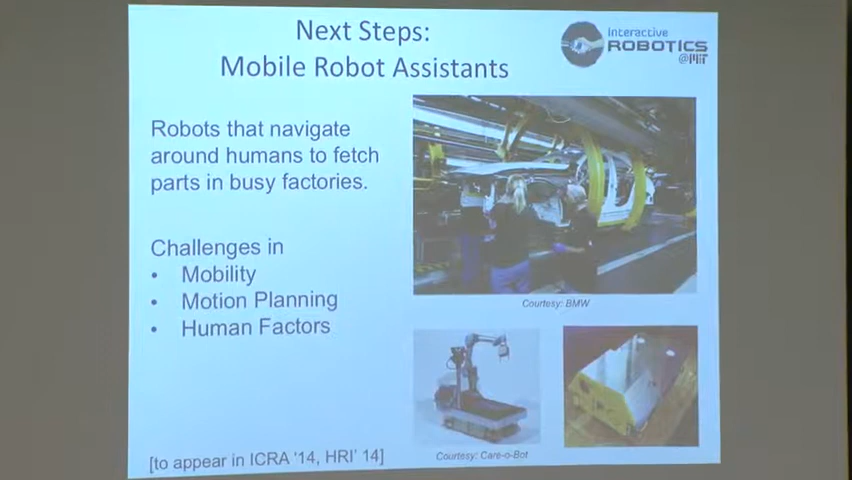 Next Steps:
Mobile Robot Assistants
Interactive
ROBOTICS
@MIT
Robots that navigate
around humans to fetch
parts in busy factories.
Challenges in
• Mobility
• Motion Planning
• Human Factors
Courtesy: BMW
Courtesy: Care-o-Bot
[to appear in ICRA '14, HRI' 14]